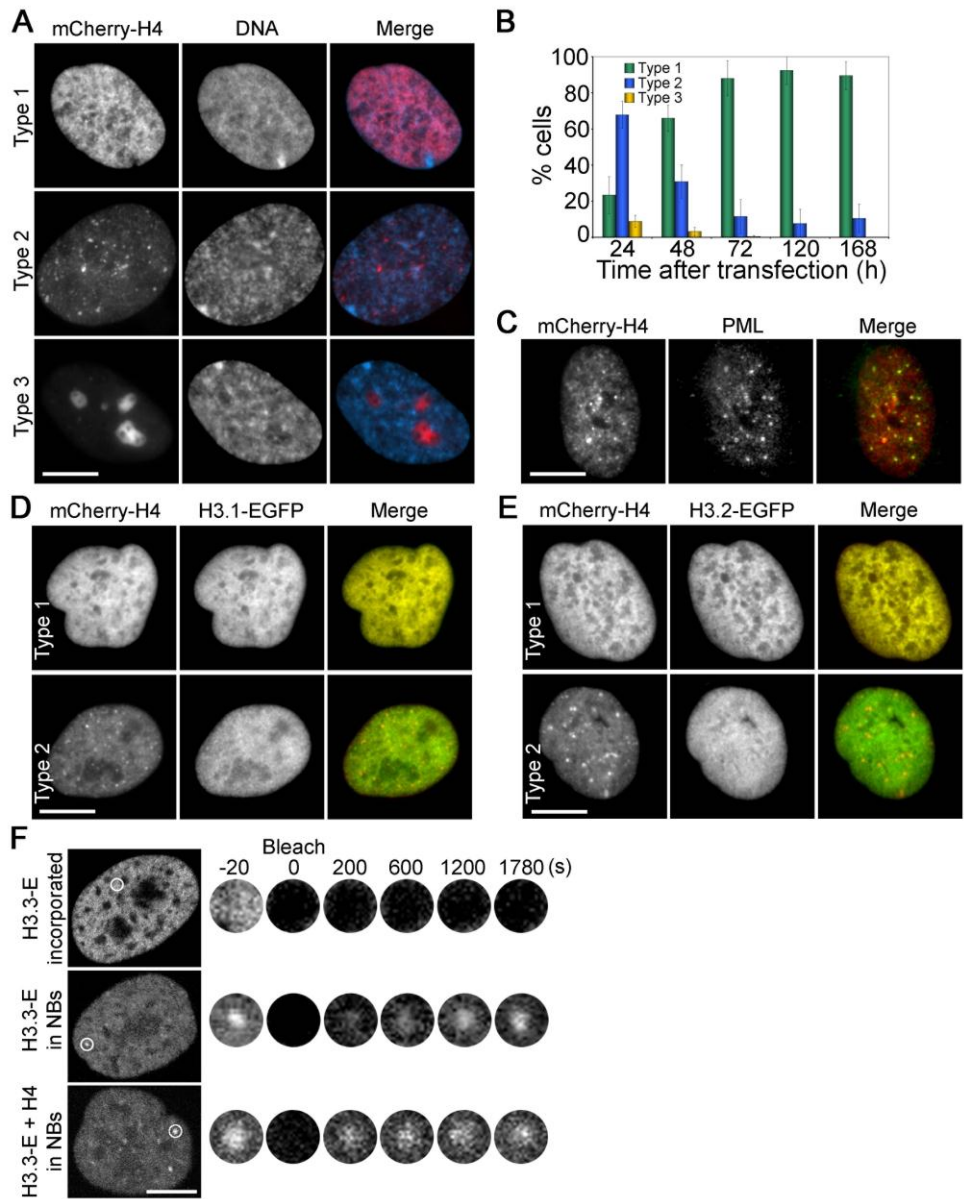 A
mCherry-H4 DNA Merge
Type 1
Type 2
Type 3
B
% cells
100
80
60
40
20
0
Type 1
Type 2
Type 3
24 48 72 120 168
Time after transfection (h)
C
mCherry-H4 PML Merge
D
mCherry-H4 H3.1-EGFP Merge
Type 1
Type 2
E
mCherry-H4 H3.2-EGFP Merge
Type 1
Type 2
F
Bleach
-20 0 200 600 1200 1780 (s)
H3.3-E
incorporated
H3.3-E
in NBs
H3.3-E + H4
in NBs